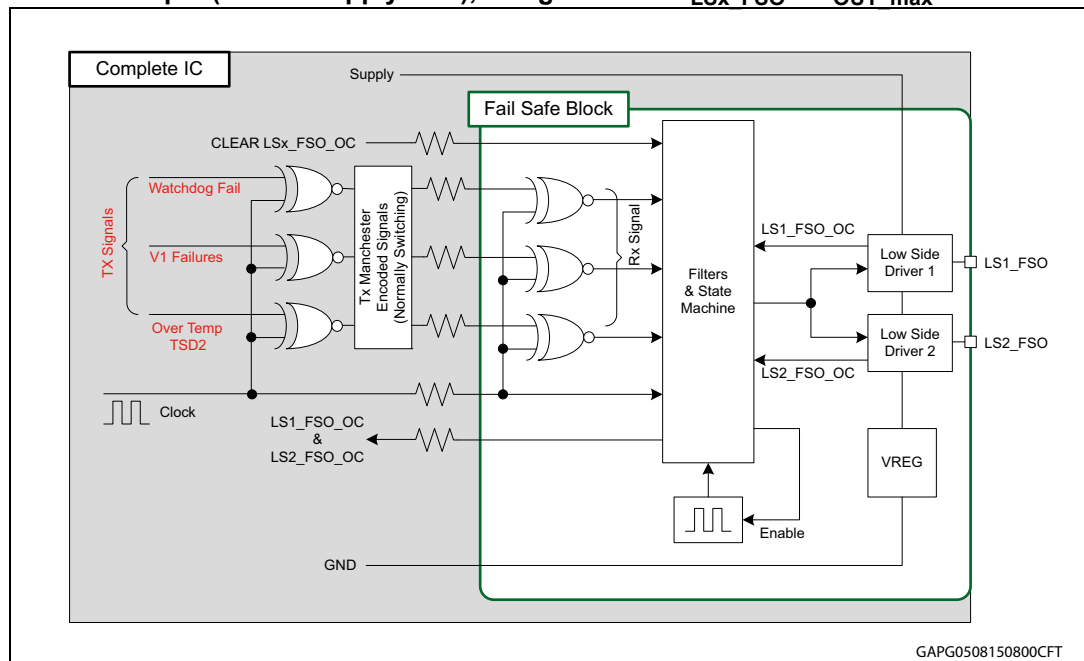 LSx_FSO OUT_max
Complete IC
Supply
Fail Safe Block
CLEAR LSx_FSO_OC
Watchdog Fail
V1 Failures
Over Temp
TSD2
TX Signals
Tx Manchester
Encoded Signals
(Normally Switching)
Rx Signal
Filters
& State
Machine
LS1_FSO_OC
Low Side
Driver 1
LS1_FSO
Low Side
Driver 2
LS2_FSO
LS2_FSO_OC
Clock
LS1_FSO_OC
&
LS2_FSO_OC
VREG
Enable
GND
GAPG0508150800CFT